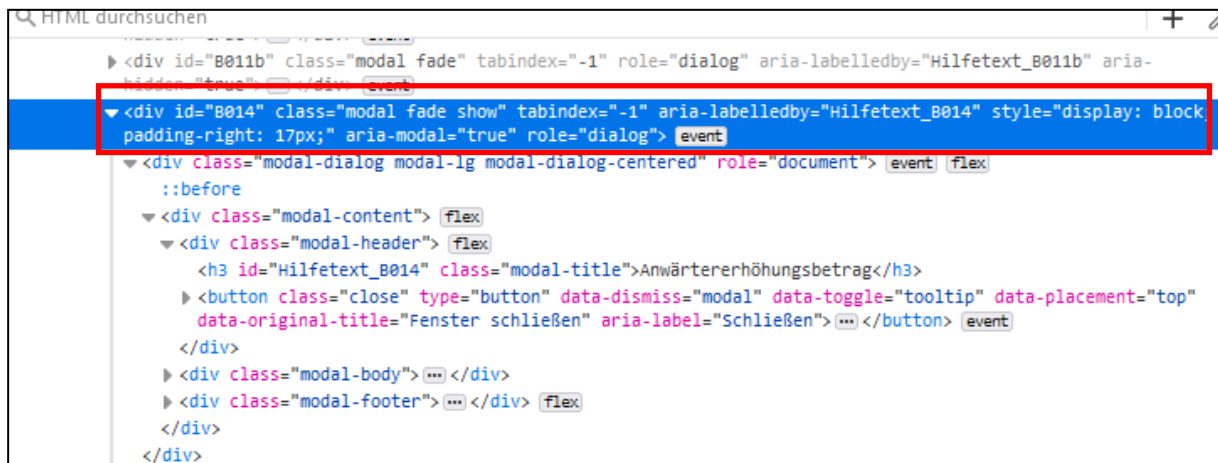 HTML durchsuchen
<div id="B011b" class="modal fade" tabindex="-1" role="dialog" aria-labelledby="Hilfetext_B011b" aria-
hidden="true"> </div> event
<div id="B014" class="modal fade show" tabindex="-1" aria-labelledby="Hilfetext_B014" style="display: block;
padding-right: 17px;" aria-modal="true" role="dialog"> event
<div class="modal-dialog modal-lg modal-dialog-centered" role="document"> event flex
::before
<div class="modal-content"> flex
<div class="modal-header"> flex
<h3 id="Hilfetext_B014" class="modal-title">Anwärtererhöhungsbetrag</h3>
<button class="close" type="button" data-dismiss="modal" data-toggle="tooltip" data-placement="top"
data-original-title="Fenster schließen" aria-label="Schließen"> </button> event
</div>
<div class="modal-body"> </div>
<div class="modal-footer"> </div> flex
</div>
</div>